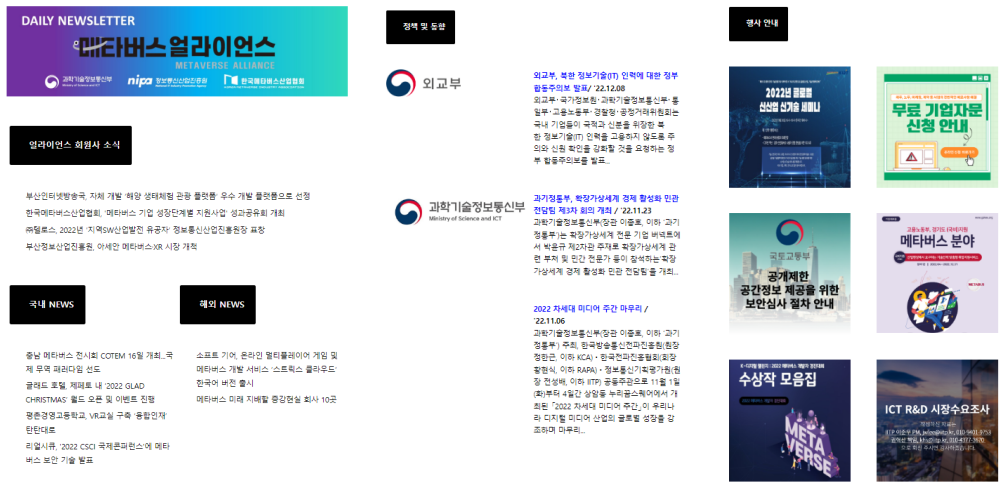 DAILY NEWSLETTER
메타버스얼라이언스
METAVERSE ALLIANCE
과학기술정보통신부
nipa 정보통신산업진흥원
한국메타버스산업협회
얼라이언스 회원사 소식
부산인터넷방송국, 자체 개발 '해양 생태체험 관광 플랫폼' 우수 개발 플랫폼으로 선정
한국메타버스산업협회, '메타버스 기업 성장단계별 지원사업' 성과공유회 개최
㈜텔로스, 2022년 '지역SW산업발전 유공자' 정보통신산업진흥원장 표창
부산정보산업진흥원, 아세안 메타버스·XR 시장 개척
국내 NEWS
충남 메타버스 전시회 COTEM 16일 개최...국
제 무역 패러다임 선도
글래드 호텔, 제페토 내 '2022 GLAD
CHRISTMAS' 월드 오픈 및 이벤트 진행
평촌경영고등학교, VR교실 구축 '융합인재'
탄탄대로
리얼시큐, '2022 CSCI 국제콘퍼런스'에 메타
버스 보안 기술 발표
해외 NEWS
소프트 기어, 온라인 멀티플레이어 게임 및
메타버스 개발 서비스 '스트릭스 클라우드'
한국어 버전 출시
메타버스 미래 지배할 증강현실 회사 10곳
정책 및 동향
외교부
외교부, 북한 정보기술(IT) 인력에 대한 정부
합동주의보 발표/ '22.12.08
외교부·국가정보원·과학기술정보통신부·통
일부·고용노동부·경찰청·공정거래위원회는
국내 기업들이 국적과 신분을 위장한 북
한 정보기술(IT) 인력을 고용하지 않도록 주
의와 신원 확인을 강화할 것을 요청하는 정
부 합동주의보를 발표...
과학기술정보통신부
Ministry of Science and ICT
과기정통부, 확장가상세계 경제 활성화 민관
전담팀 제3차 회의 개최 / '22.11.23
과학기술정보통신부(장관 이종호, 이하 '과기
정통부')는 확장가상세계 전문 기업 버넥트에
서 박윤규 제2차관 주재로 확장가상세계 관
련 부처 및 민간 전문가 등이 참석하는'확장
가상세계 경제 활성화 민관 전담팀'을 개최...
2022 차세대 미디어 주간 마무리 /
'22.11.06
과학기술정보통신부(장관 이종호, 이하 '과기
정통부') 주최, 한국방송통신전파진흥원(원장
정한근, 이하 KCA)·한국전파진흥협회(회장
황현식, 이하 RAPA)·정보통신기획평가원(원
장 전성배, 이하 IITP) 공동주관으로 11월 1일
(화)부터 4일간 상암동 누리꿈스퀘어에서 개
최된 「2022 차세대 미디어 주간」이 우리나
라 디지털 미디어 산업의 글로벌 성장을 강
조하며 마무리...
행사 안내
2022년 글로벌
신산업 신기술 세미나
무료 기업자문
신청 안내
국토교통부
공개제한
공간정보 제공을 위한
보안심사 절차 안내
고용노동부, 경기도 (국비)지원
메타버스 분야
수상작 모음집
METAVERSE
ICT R&D 시장수요조사